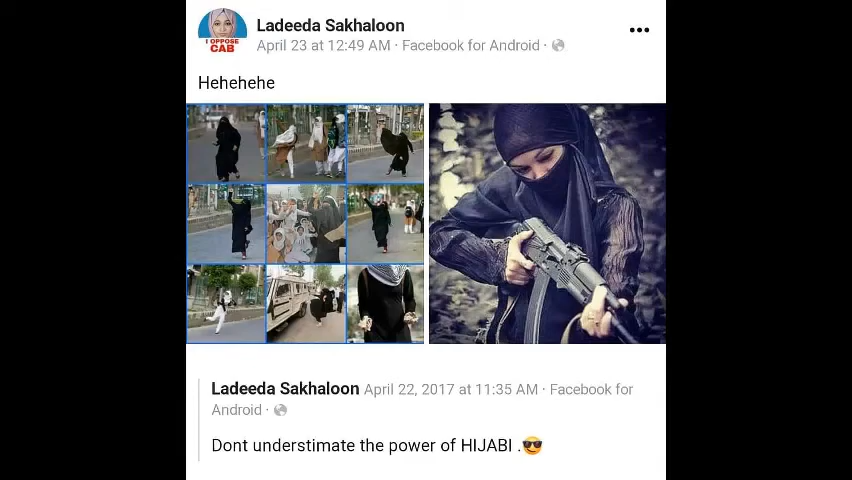 Ladeeda Sakhaloon
April 23 at 12:49 AM · Facebook for Android ·
I OPPOSE
CAB
Hehehehe
Ladeeda Sakhaloon April 22, 2017 at 11:35 AM · Facebook for
Android ·
Dont understimate the power of HIJABI .😎